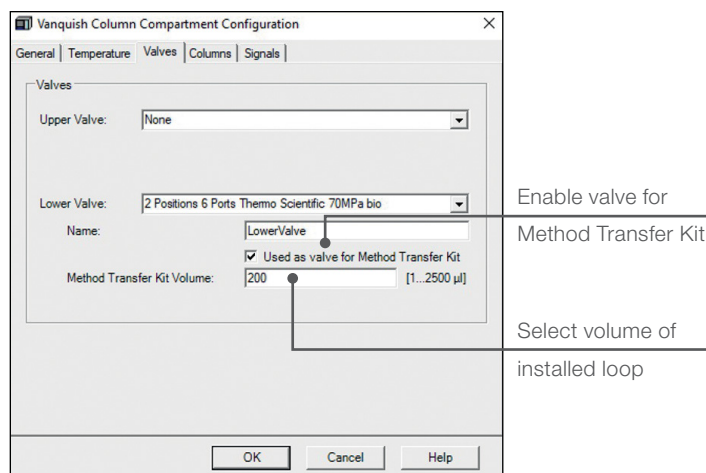 Vanquish Column Compartment Configuration
General Temperature Valves Columns Signals
Valves
Upper Valve: None
Lower Valve: 2 Positions 6 Ports Thermo Scientific 70MPa bio
Name: LowerValve
Used as valve for Method Transfer Kit
Method Transfer Kit Volume: 200 [1...2500 µl]
OK Cancel Help
Enable valve for
Method Transfer Kit
Select volume of
installed loop